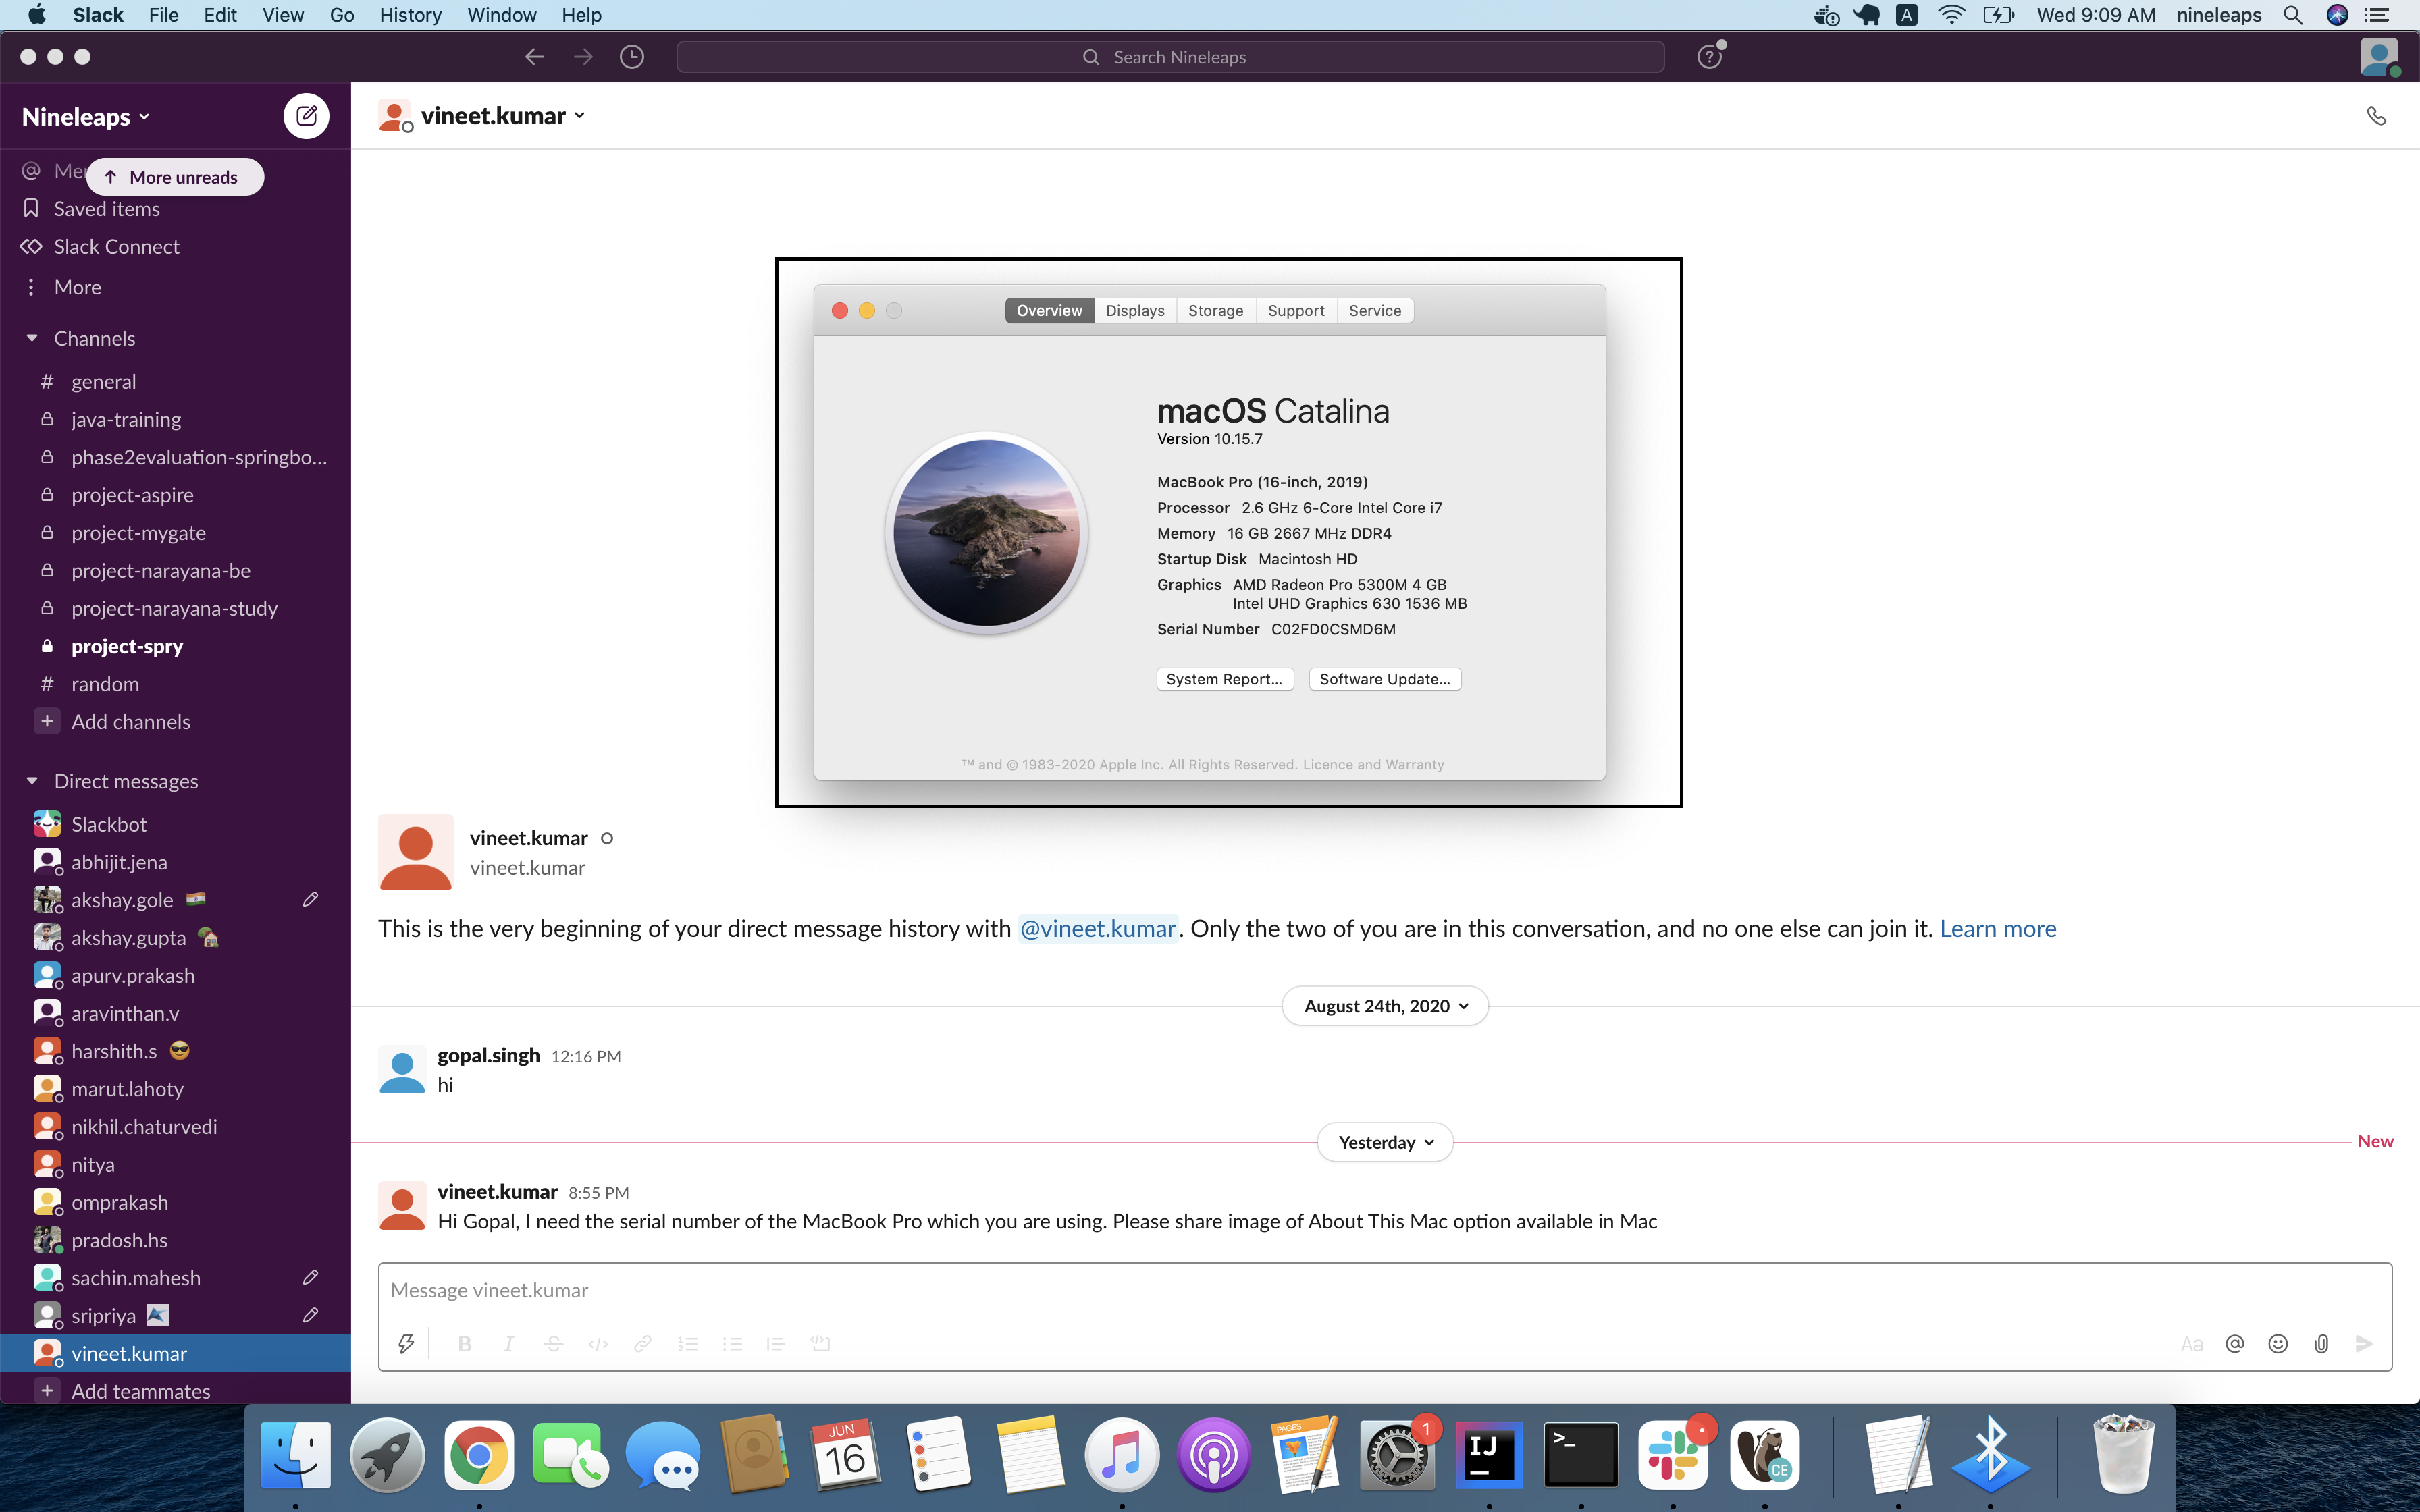 Slack File Edit View Go History Window Help
A
Wed 9:09 AM nineleaps
Search Nineleaps
Nineleaps
More unreads
Saved items
Slack Connect
More
Channels
# general
java-training
phase2evaluation-springbo...
project-aspire
project-mygate
project-narayana-be
project-narayana-study
project-spry
# random
+ Add channels
Direct messages
Slackbot
abhijit.jena
akshay.gole
akshay.gupta
apurv.prakash
aravinthan.v
harshith.s
marut.lahoty
nikhil.chaturvedi
nitya
omprakash
pradosh.hs
sachin.mahesh
sripriya
vineet.kumar
+ Add teammates
vineet.kumar
Overview Displays Storage Support Service
macOS Catalina
Version 10.15.7
MacBook Pro (16-inch, 2019)
Processor 2.6 GHz 6-Core Intel Core i7
Memory 16 GB 2667 MHz DDR4
Startup Disk Macintosh HD
Graphics AMD Radeon Pro 5300M 4 GB
Intel UHD Graphics 630 1536 MB
Serial Number C02FD0CSMD6M
System Report... Software Update...
™ and © 1983-2020 Apple Inc. All Rights Reserved. Licence and Warranty
vineet.kumar
vineet.kumar
This is the very beginning of your direct message history with @vineet.kumar. Only the two of you are in this conversation, and no one else can join it. Learn more
August 24th, 2020
gopal.singh 12:16 PM
hi
Yesterday
New
vineet.kumar 8:55 PM
Hi Gopal, I need the serial number of the MacBook Pro which you are using. Please share image of About This Mac option available in Mac
Message vineet.kumar
B I S </> Aa @
JUN
16
PAGES
1
IJ
>_
CE